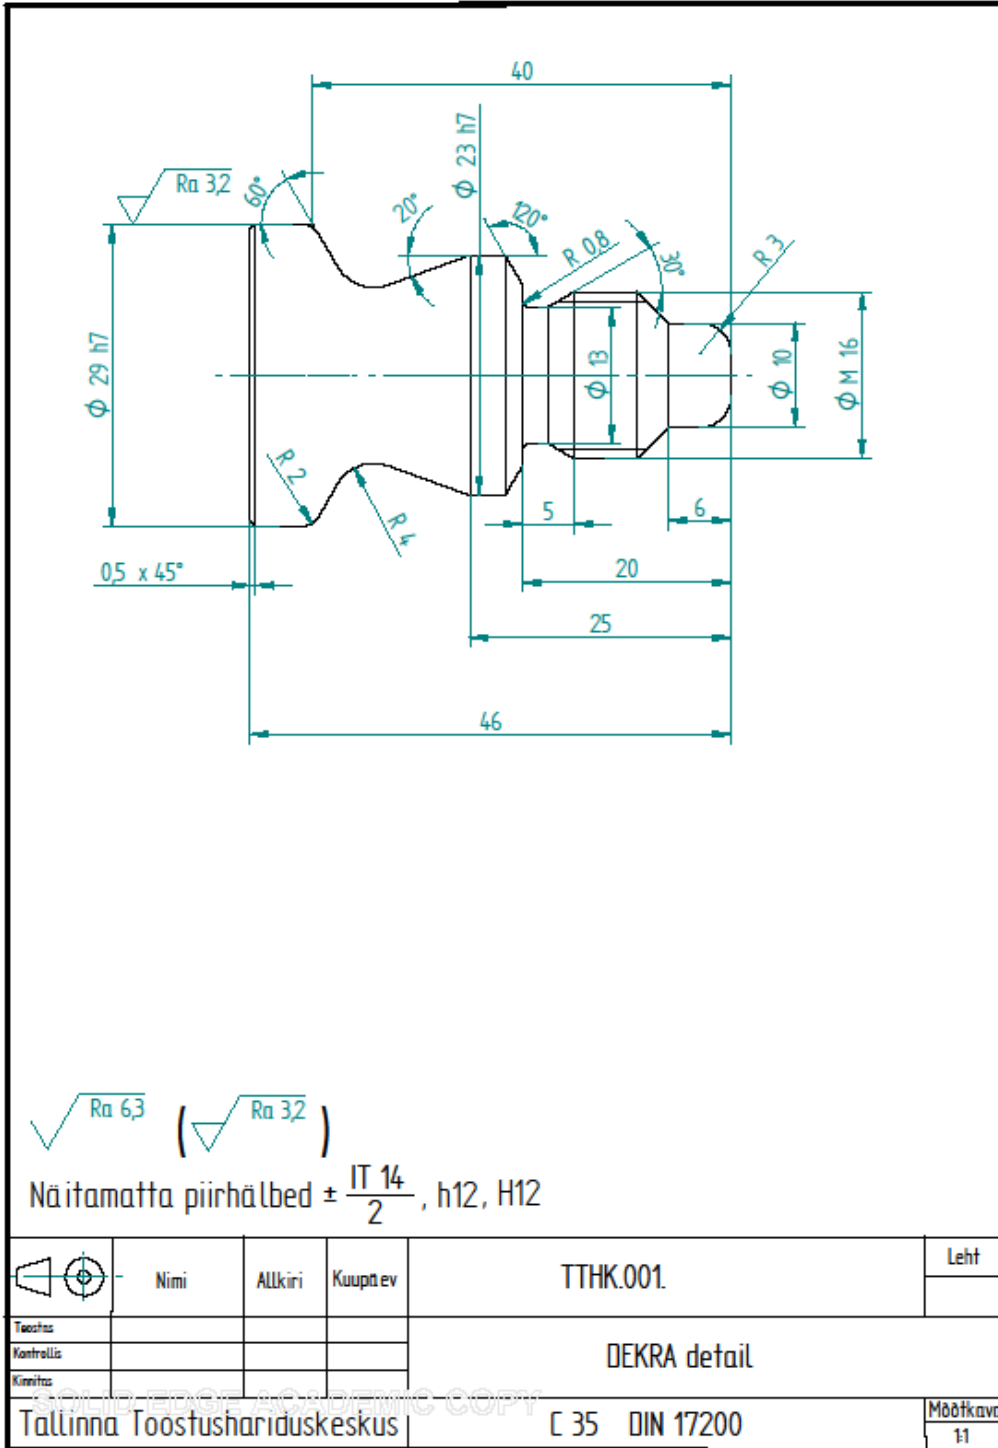 40
Φ 23 h7
Ra 3,2
60°
20°
120°
R 0,8
30°
R 3
Φ 29 h7
Φ 13
Φ 10
Φ M 16
R 2
R 4
5
6
0,5 x 45°
20
25
46
Ra 6,3 ( Ra 3,2 )
Näitamatta piirhälbed ± IT 14 / 2 , h12, H12
Nimi Allkiri Kuupäev TTHK.001. Leht
Teostas
Kontrollis DEKRA detail
Kinnitas
SOLID EDGE ACADEMIC COPY
Tallinna Tööstushariduskeskus C 35 DIN 17200 Mõõtkava
1:1